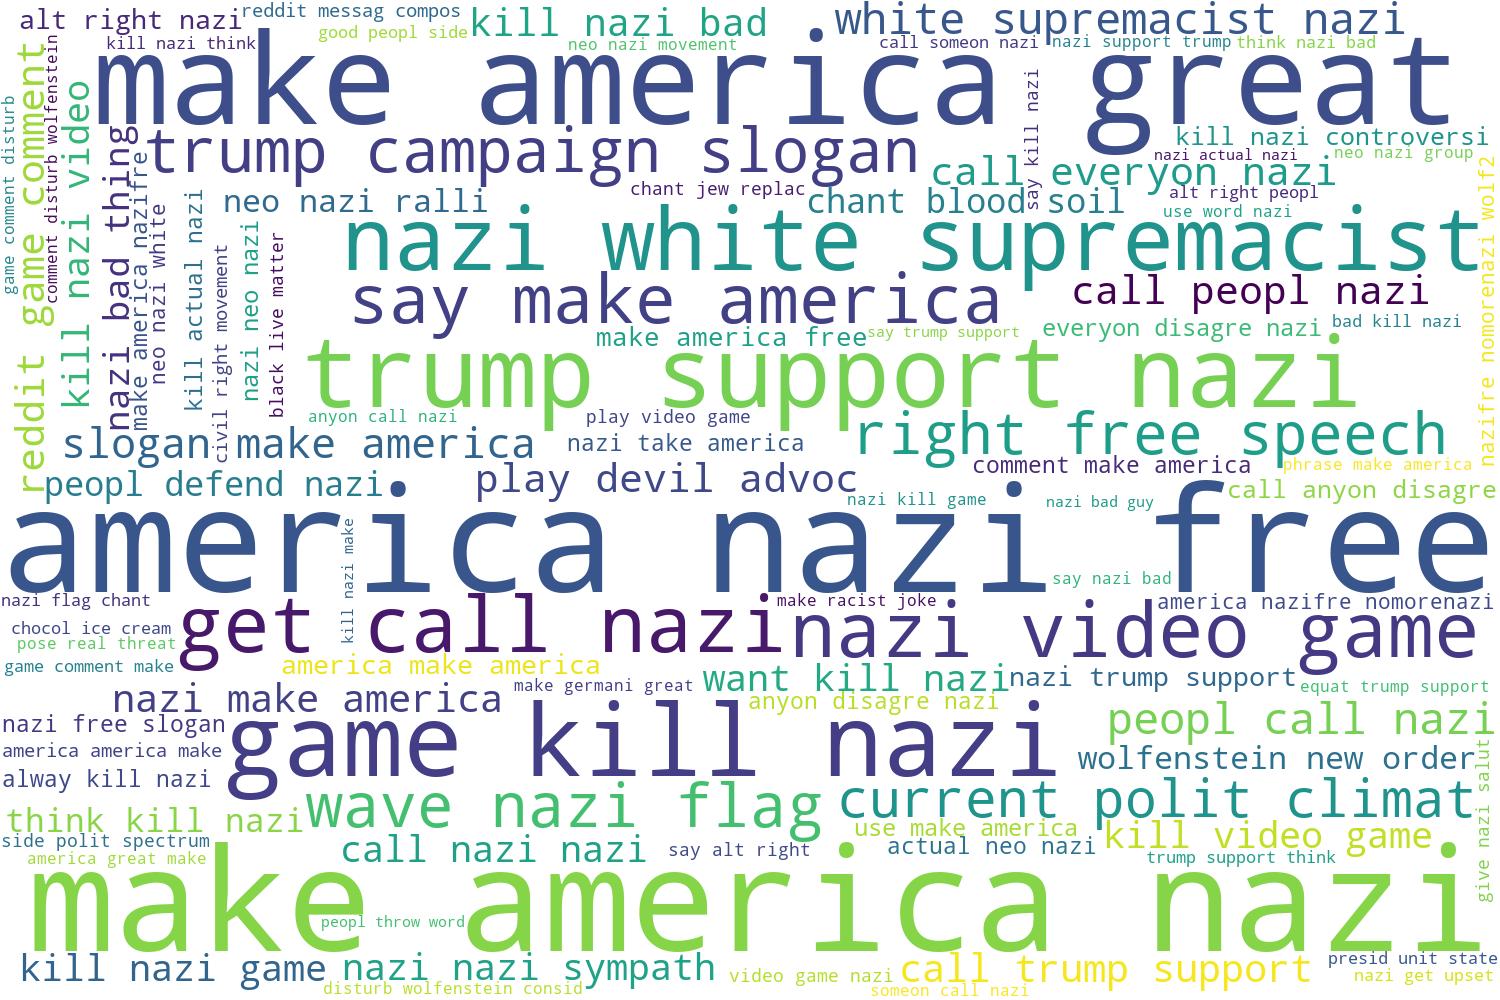 alt right nazi
reddit messag compos
good peopl side
kill nazi bad
white supremacist nazi
kill nazi think
neo nazi movement
call someon nazi
nazi support trump
think nazi bad
make america great
trump campaign slogan
say kill nazi
kill nazi controversi
nazi actual nazi
neo nazi group
call everyon nazi
chant jew replac
alt right peopl
neo nazi ralli
chant blood soil
use word nazi
game comment disturb
reddit game comment
comment disturb wolfenstein
kill nazi video
nazi bad thing
make america nazifre
neo nazi white
kill actual nazi
civil right movement
nazi neo nazi
black live matter
nazi white supremacist
nazifre nomorenazi wolf2
say make america
call peopl nazi
make america free
say trump support
everyon disagre nazi
bad kill nazi
trump support nazi
anyon call nazi
play video game
right free speech
slogan make america
nazi take america
comment make america
phrase make america
peopl defend nazi
play devil advoc
nazi kill game
nazi bad guy
call anyon disagre
america nazi free
kill nazi make
say nazi bad
nazi flag chant
get call nazi
make racist joke
america nazifre nomorenazi
chocol ice cream
pose real threat
nazi video game
game comment make
america make america
want kill nazi
nazi trump support
equat trump support
nazi make america
make germani great
anyon disagre nazi
nazi free slogan
game kill nazi
peopl call nazi
america america make
wolfenstein new order
alway kill nazi
give nazi salut
think kill nazi
wave nazi flag
current polit climat
side polit spectrum
use make america
kill video game
america great make
call nazi nazi
say alt right
actual neo nazi
trump support think
make america nazi
peopl throw word
kill nazi game
nazi nazi sympath
video game nazi
call trump support
presid unit state
nazi get upset
disturb wolfenstein consid
someon call nazi